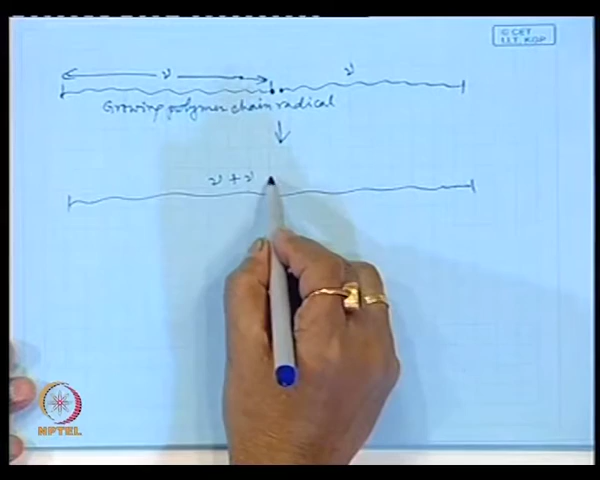 © CET
I.I.T. KGP
ν ν
Growing polymer chain radical
ν + ν
NPTEL